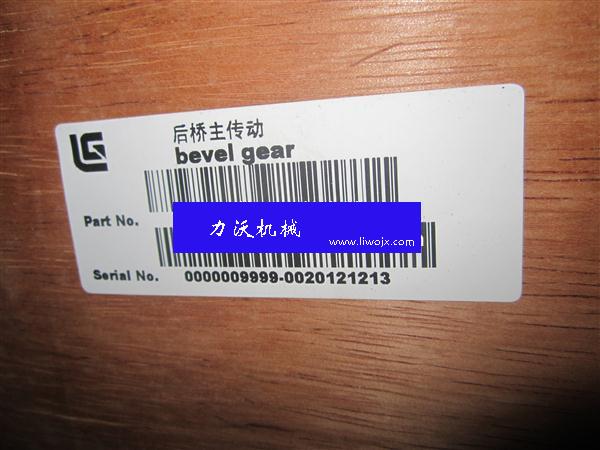 LG
后桥主传动
bevel gear
Part No.
力沃机械
www.liwojx.com
Serial No. 0000009999-0020121213